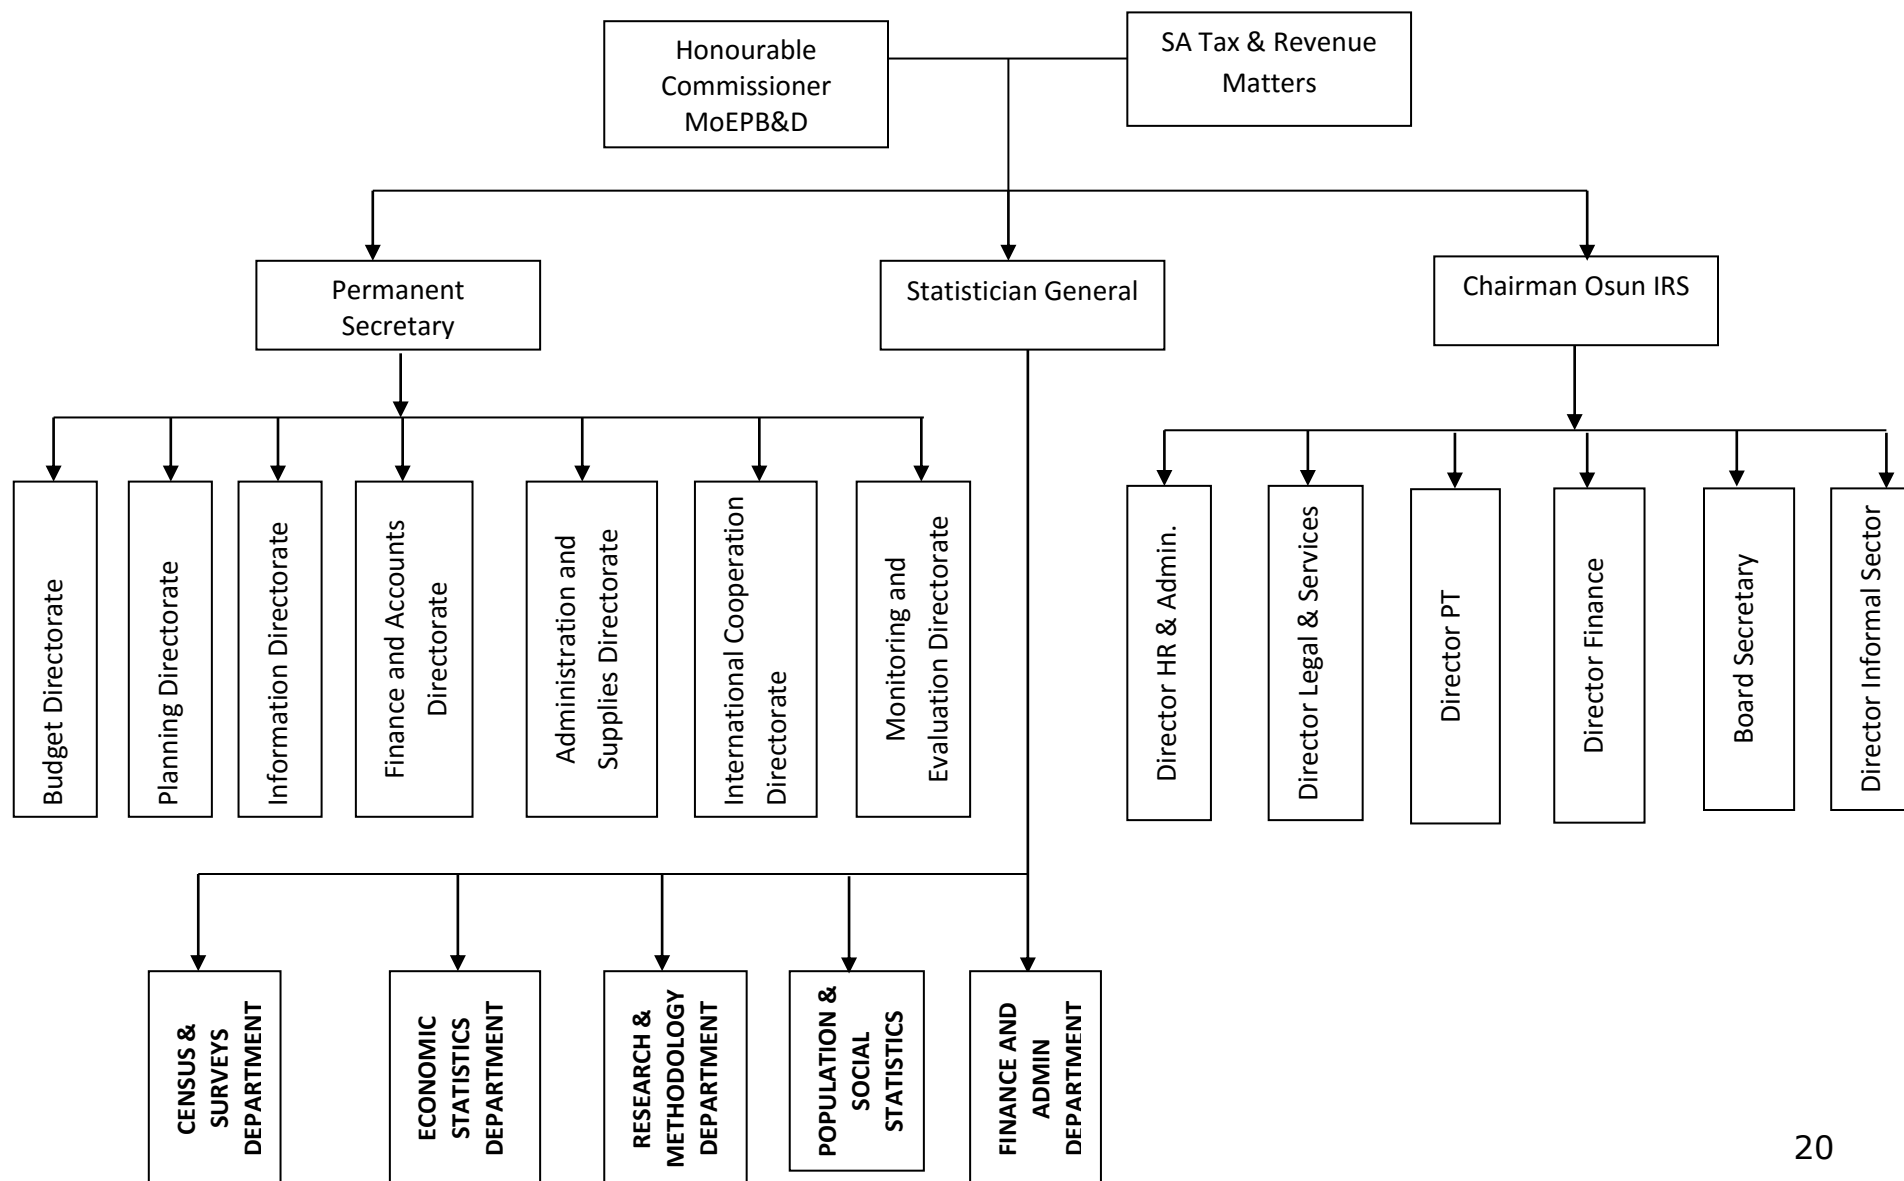 Honourable
Commissioner
MoEPB&D
SA Tax & Revenue
Matters
Permanent
Secretary
Statistician General
Chairman Osun IRS
Budget Directorate
Planning Directorate
Information Directorate
Finance and Accounts
Directorate
Administration and
Supplies Directorate
International Cooperation
Directorate
Monitoring and
Evaluation Directorate
Director HR & Admin.
Director Legal & Services
Director PT
Director Finance
Board Secretary
Director Informal Sector
CENSUS &
SURVEYS
DEPARTMENT
ECONOMIC
STATISTICS
DEPARTMENT
RESEARCH &
METHODOLOGY
DEPARTMENT
POPULATION &
SOCIAL
STATISTICS
FINANCE AND
ADMIN
DEPARTMENT
20